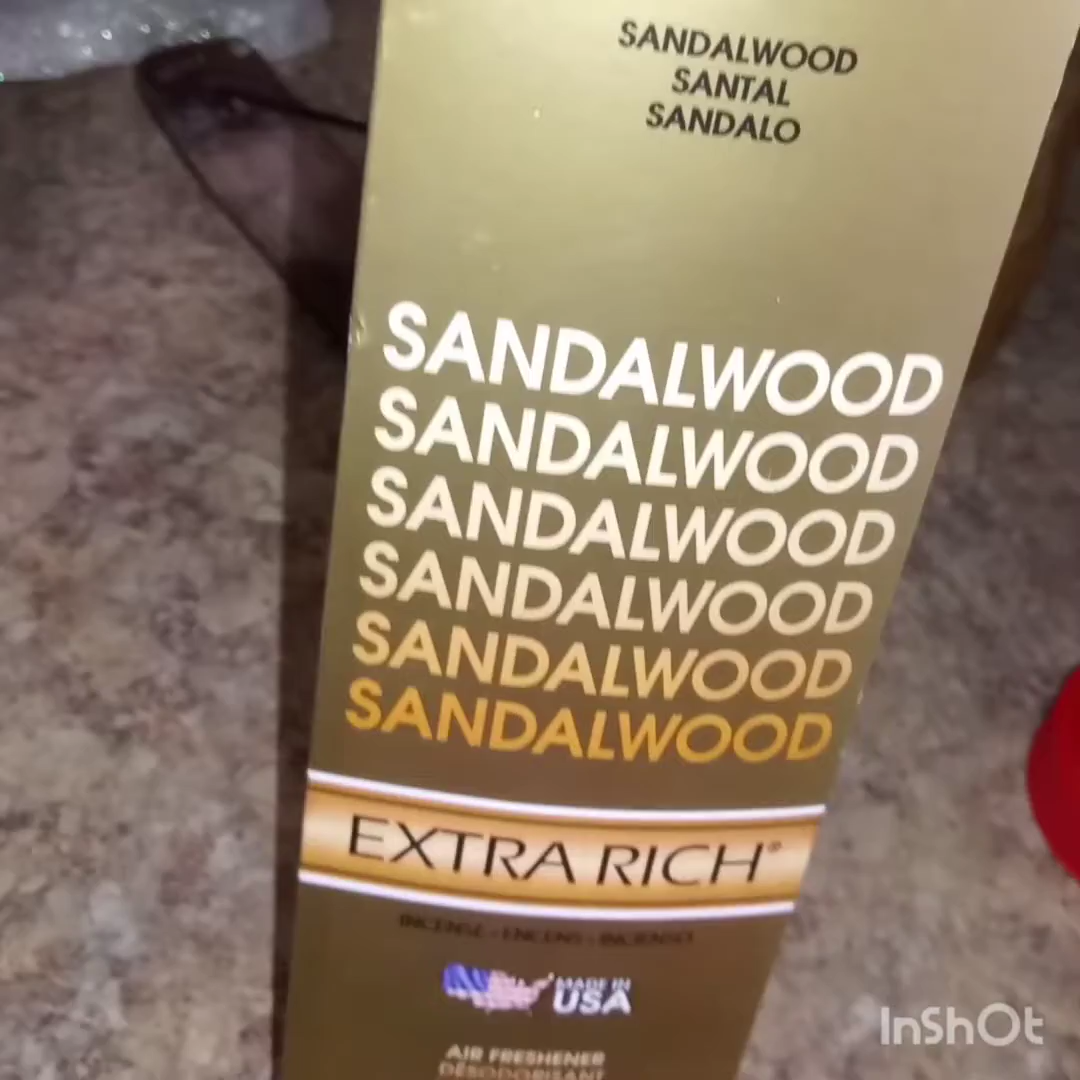 SANDALWOOD
SANTAL
SANDALO
SANDALWOOD
SANDALWOOD
SANDALWOOD
SANDALWOOD
SANDALWOOD
SANDALWOOD
EXTRA RICH®
INCENSE • ENCENS • INCIENSO
MADE IN
USA
AIR FRESHENER
DÉSODORISANT
InShOt